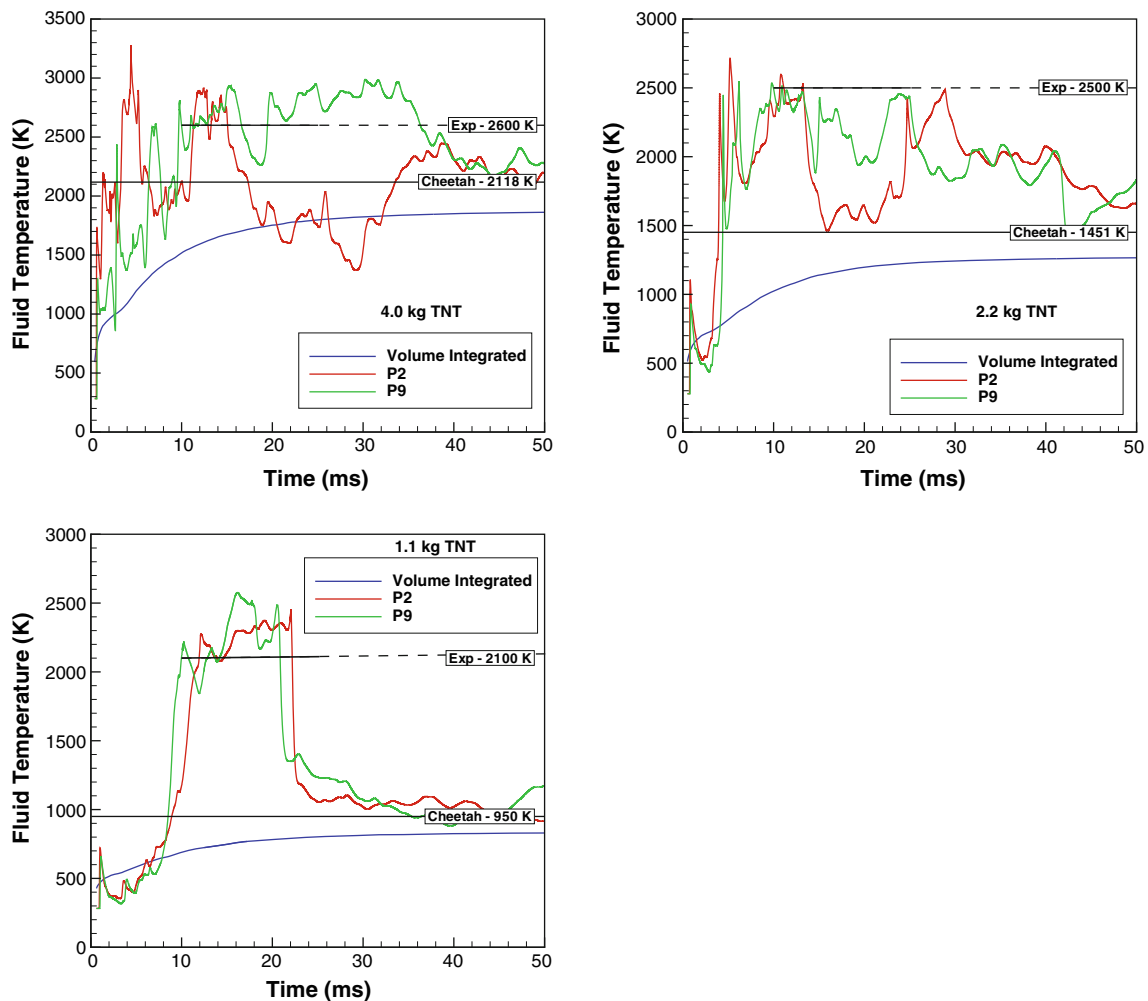 3500
3000
2500
2000
1500
1000
500
0
Fluid Temperature (K)
Exp - 2600 K
Cheetah - 2118 K
4.0 kg TNT
Volume Integrated
P2
P9
0 10 20 30 40 50
Time (ms)
3000
2500
2000
1500
1000
500
0
Fluid Temperature (K)
Exp - 2500 K
Cheetah - 1451 K
2.2 kg TNT
Volume Integrated
P2
P9
0 10 20 30 40 50
Time (ms)
3000
2500
2000
1500
1000
500
0
Fluid Temperature (K)
1.1 kg TNT
Volume Integrated
P2
P9
Exp - 2100 K
Cheetah - 950 K
0 10 20 30 40 50
Time (ms)